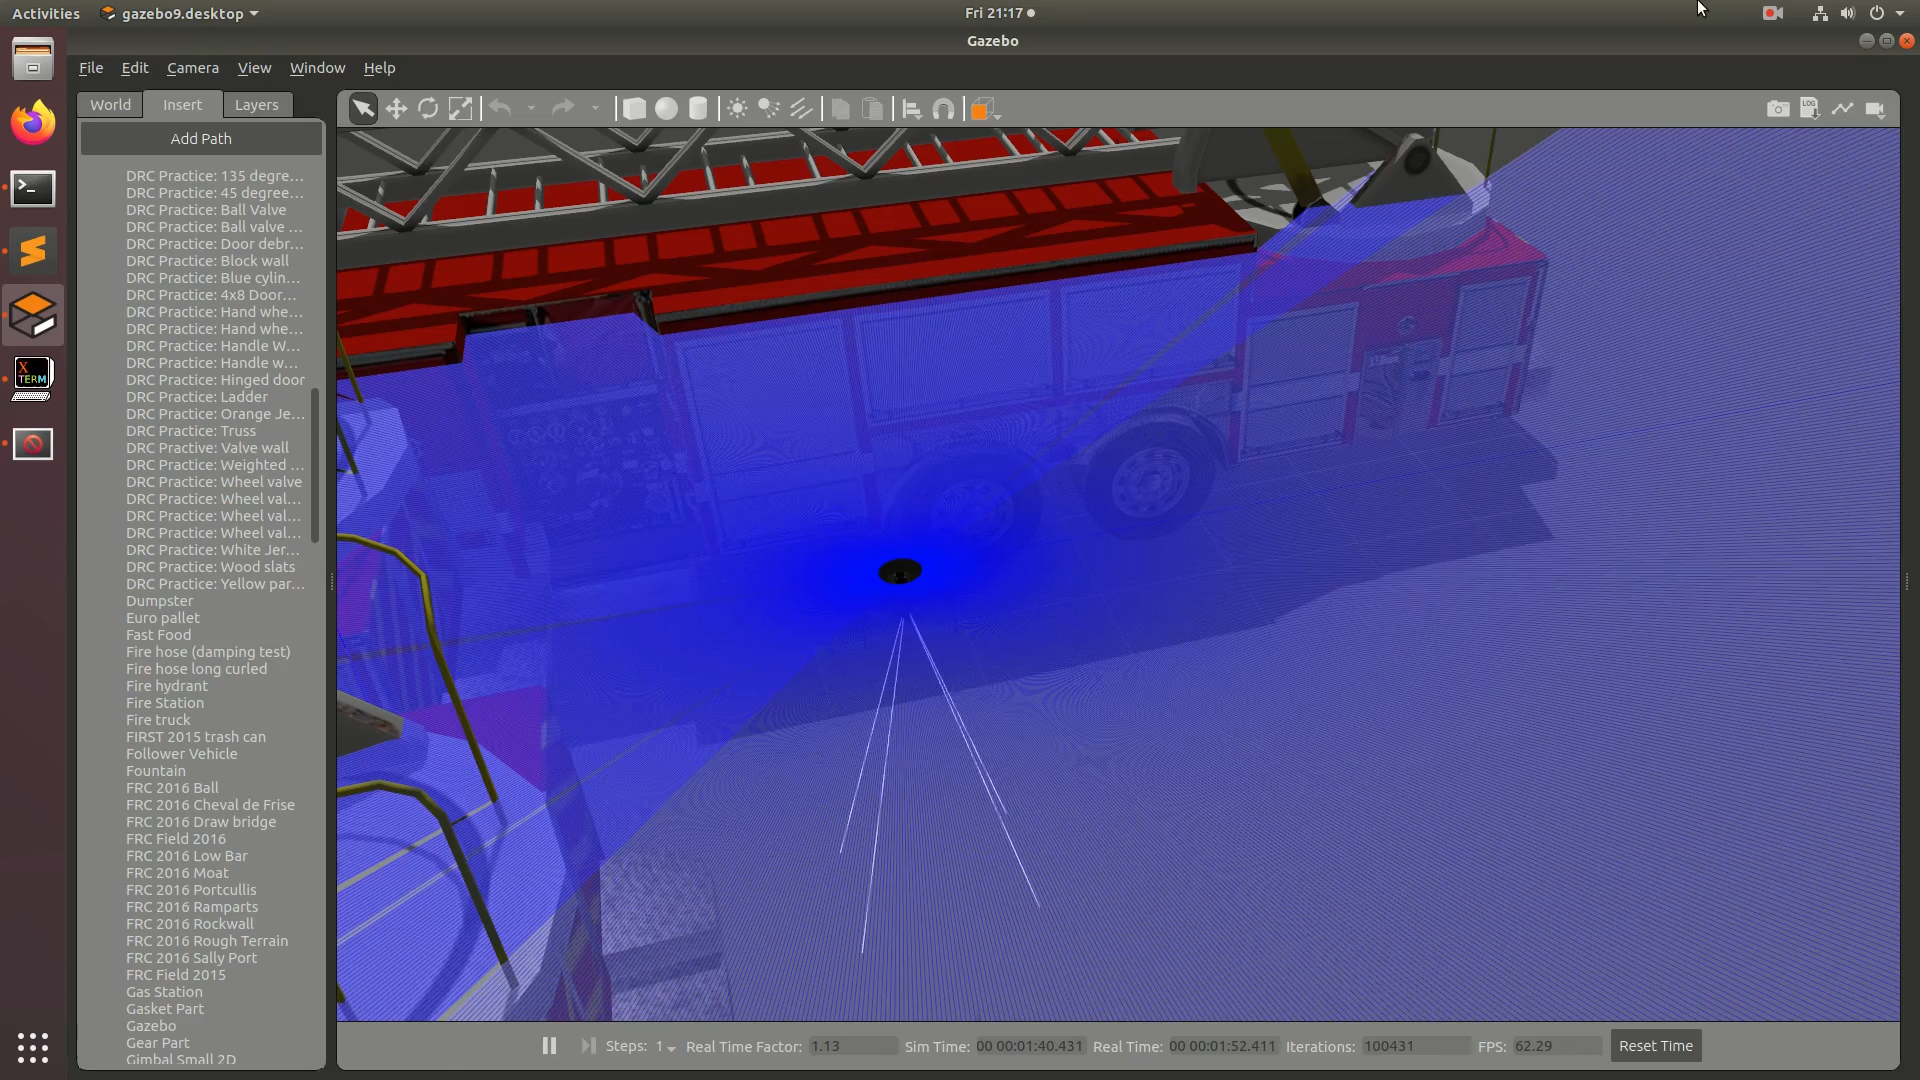 Activities
gazebo9.desktop
Fri 21:17
Gazebo
File Edit Camera View Window Help
World Insert Layers
Add Path
LOG
DRC Practice: 135 degre...
DRC Practice: 45 degree...
DRC Practice: Ball Valve
DRC Practice: Ball valve ...
DRC Practice: Door debr...
DRC Practice: Block wall
DRC Practice: Blue cylin...
DRC Practice: 4x8 Door...
DRC Practice: Hand whe...
DRC Practice: Hand whe...
DRC Practice: Handle W...
DRC Practice: Handle w...
DRC Practice: Hinged door
DRC Practice: Ladder
DRC Practice: Orange Je...
DRC Practice: Truss
DRC Practive: Valve wall
DRC Practice: Weighted ...
DRC Practice: Wheel valve
DRC Practice: Wheel val...
DRC Practice: Wheel val...
DRC Practice: Wheel val...
DRC Practice: White Jer...
DRC Practice: Wood slats
DRC Practice: Yellow par...
Dumpster
Euro pallet
Fast Food
Fire hose (damping test)
Fire hose long curled
Fire hydrant
Fire Station
Fire truck
FIRST 2015 trash can
Follower Vehicle
Fountain
FRC 2016 Ball
FRC 2016 Cheval de Frise
FRC 2016 Draw bridge
FRC Field 2016
FRC 2016 Low Bar
FRC 2016 Moat
FRC 2016 Portcullis
FRC 2016 Ramparts
FRC 2016 Rockwall
FRC 2016 Rough Terrain
FRC 2016 Sally Port
FRC Field 2015
Gas Station
Gasket Part
Gazebo
Gear Part
Gimbal Small 2D
X
TERM
Steps: 1 Real Time Factor: 1.13 Sim Time: 00 00:01:40.431 Real Time: 00 00:01:52.411 Iterations: 100431 FPS: 62.29 Reset Time